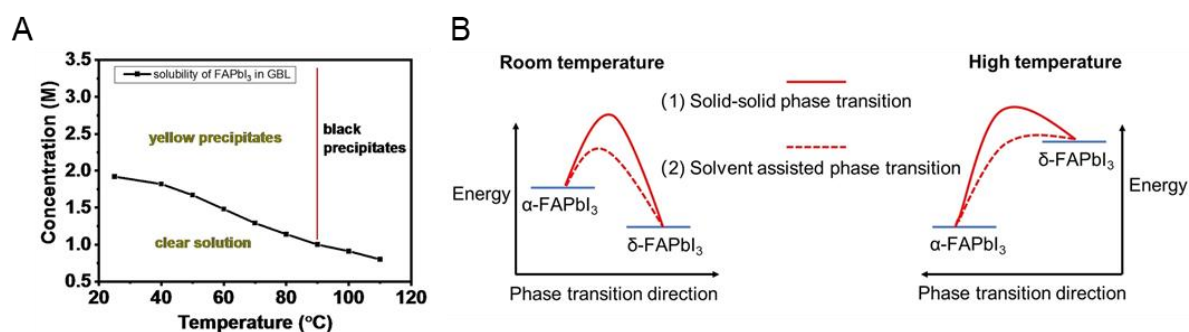 A
Concentration (M)
3.5
3.0
2.5
2.0
1.5
1.0
0.5
solubility of FAPbI₃ in GBL
yellow precipitates
black
precipitates
clear solution
20
40
60
80
100
120
Temperature (°C)
B
Room temperature
High temperature
(1) Solid-solid phase transition
(2) Solvent assisted phase transition
Energy
α-FAPbI₃
δ-FAPbI₃
Phase transition direction
δ-FAPbI₃
Energy
α-FAPbI₃
Phase transition direction